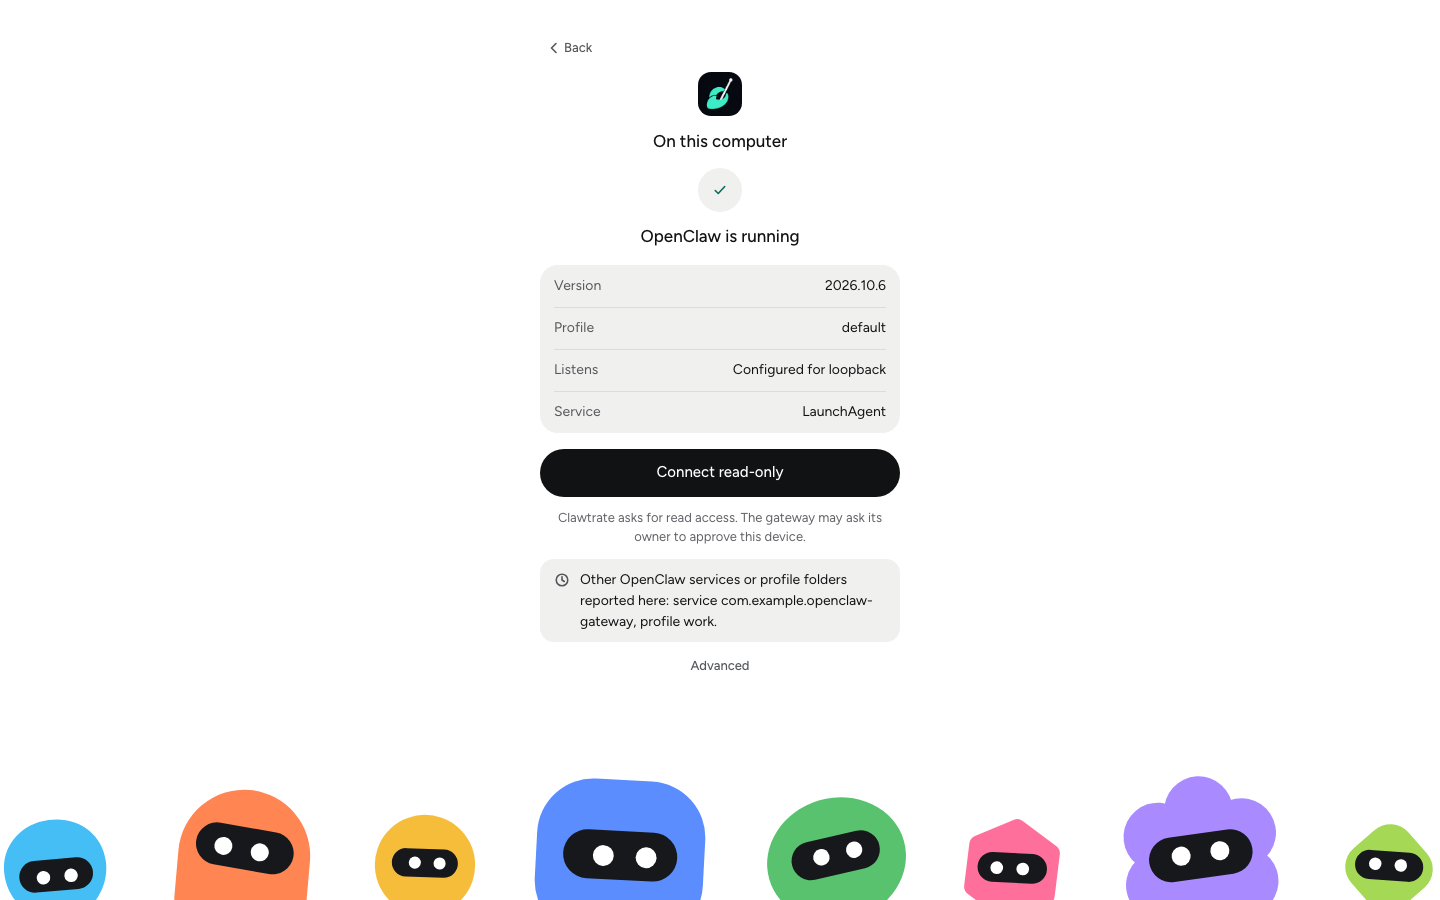 Back
On this computer
OpenClaw is running
Version 2026.10.6
Profile default
Listens Configured for loopback
Service LaunchAgent
Connect read-only
Clawtrate asks for read access. The gateway may ask its
owner to approve this device.
Other OpenClaw services or profile folders
reported here: service com.example.openclaw-
gateway, profile work.
Advanced